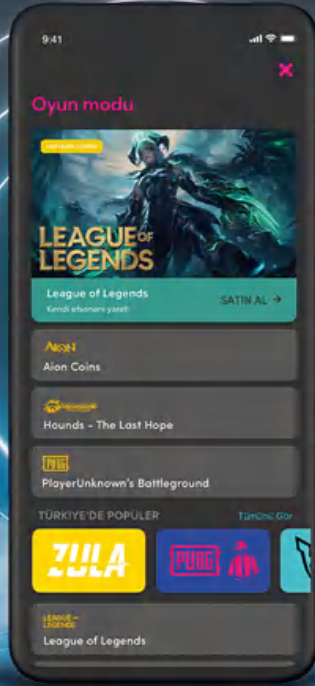 9:41
Oyun modu
LEAGUE OF
LEGENDS
League of Legends
SATIN AL →
Kendi efsaneni yarat!
AION
Aion Coins
Hounds - The Last Hope
PUBG
PlayerUnknown's Battleground
TÜRKİYE'DE POPÜLER
Tümünü Gör
ZULA
PUBG
LEAGUE OF
LEGENDS
League of Legends